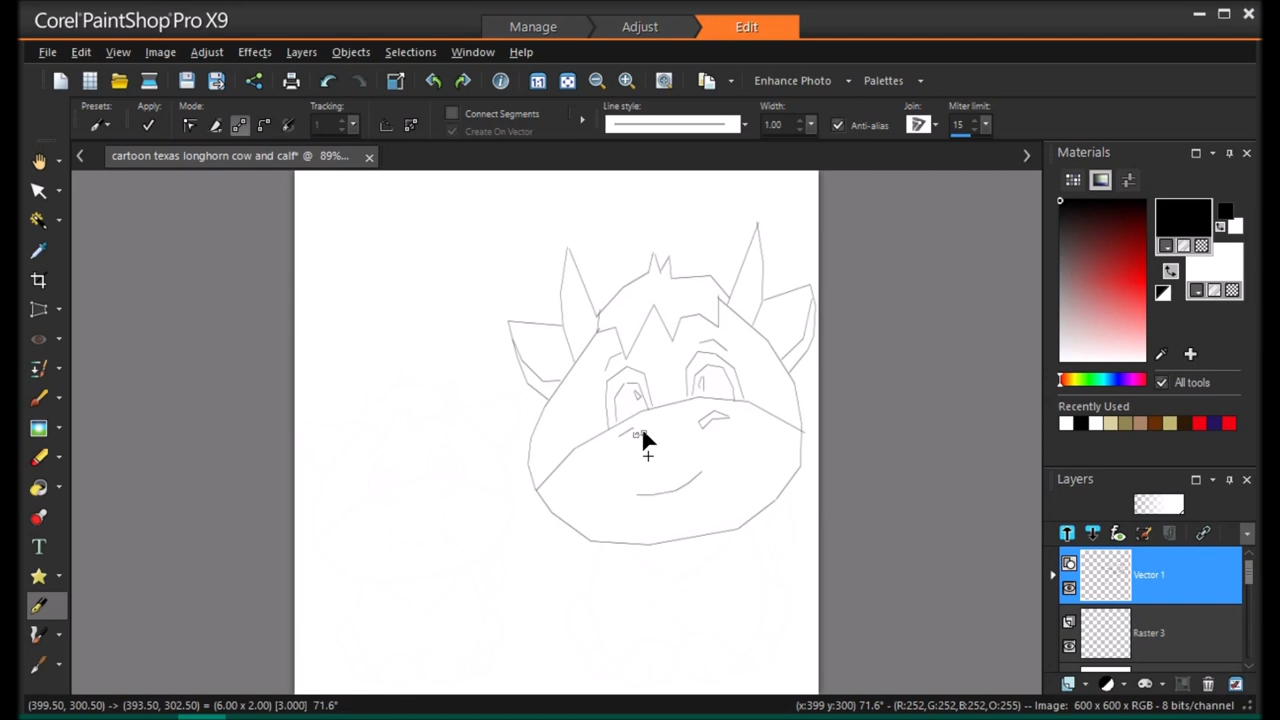 Corel PaintShop Pro X9
Manage
Adjust
Edit
File
Edit
View
Image
Adjust
Effects
Layers
Objects
Selections
Window
Help
Enhance Photo
Palettes
Presets:
Apply:
Mode:
Tracking:
1
Connect Segments
Create On Vector
Line style:
Width:
1.00
Anti-alias
Join:
Miter limit:
15
cartoon texas longhorn cow and calf* @ 89%...
Materials
All tools
Recently Used
Layers
Vector 1
Raster 3
(399.50, 300.50) -> (393.50, 302.50) = (6.00 x 2.00) [3.000] 71.6°
(x:399 y:300) 71.6° -- (R:252,G:252,B:252,O:255) -- Image: 600 x 600 x RGB - 8 bits/channel